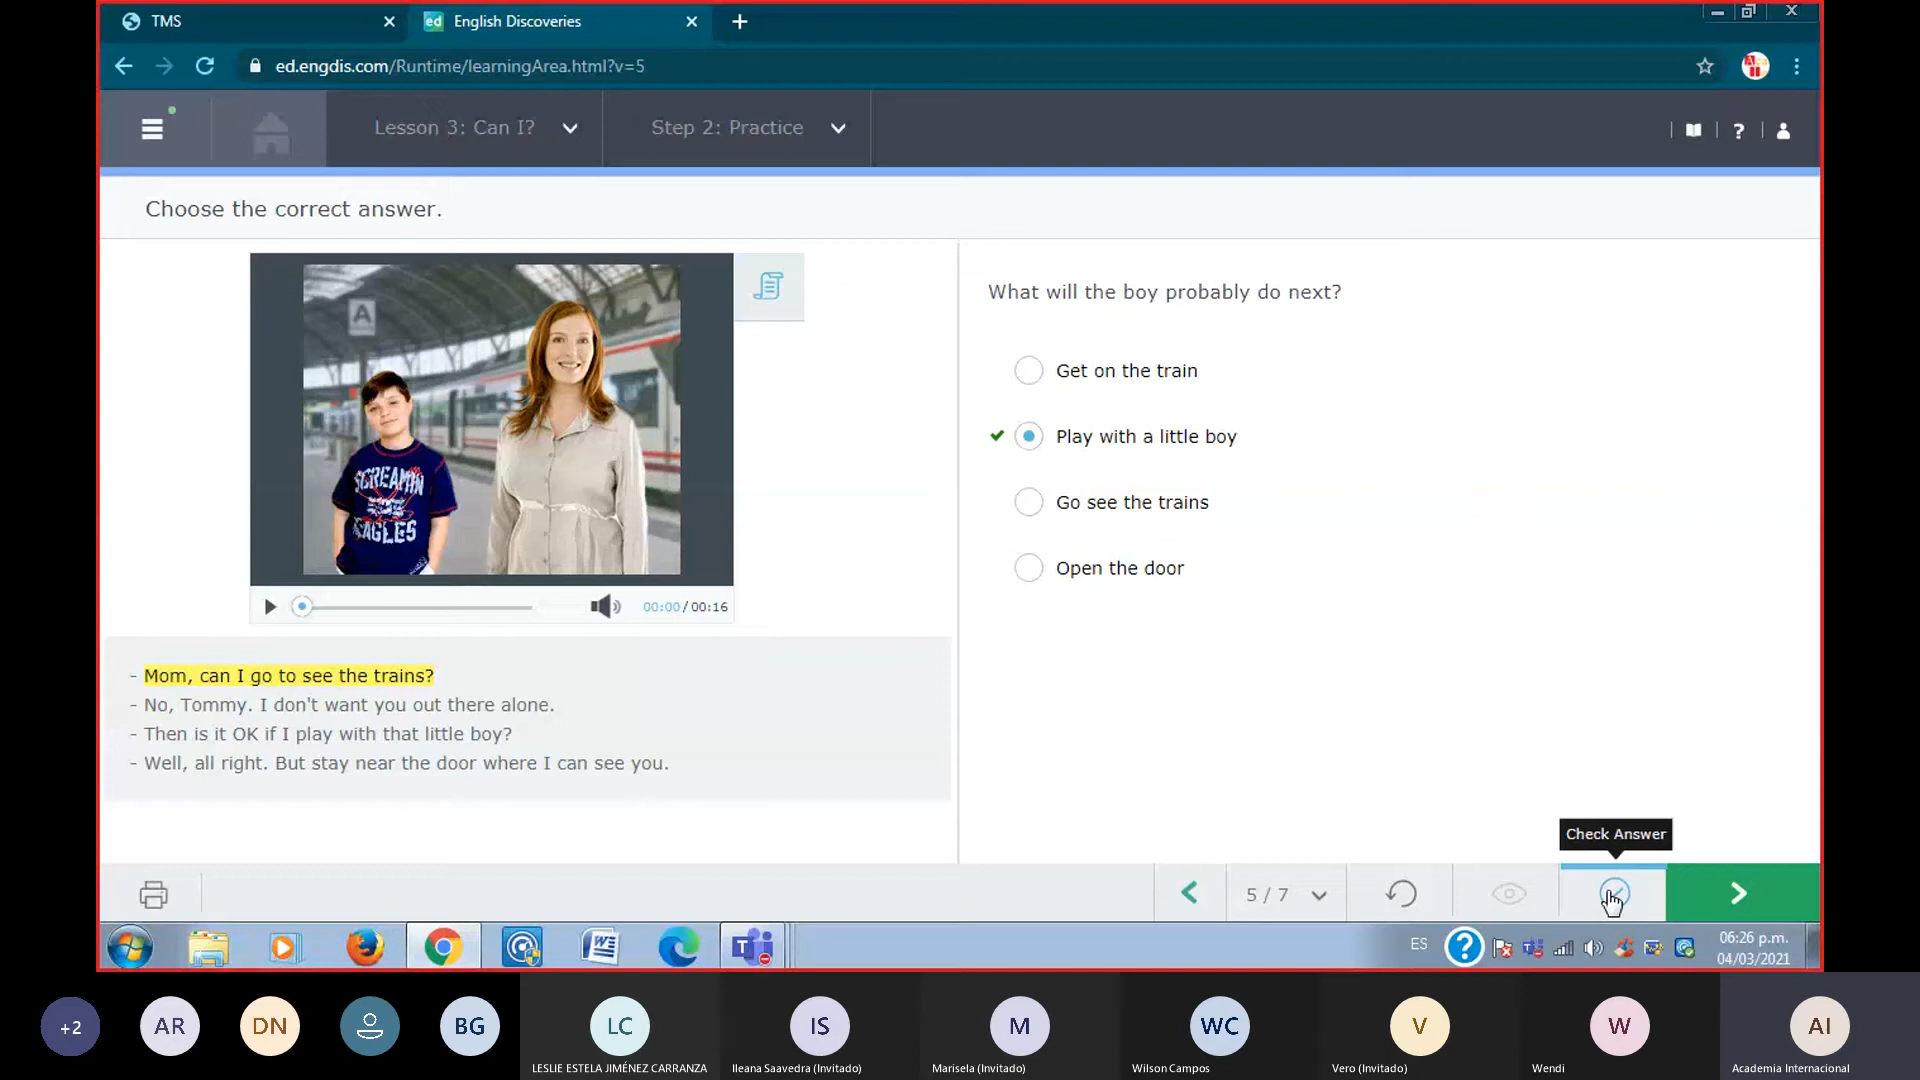 TMS
ed English Discoveries
ed.engdis.com/Runtime/learningArea.html?v=5
Lesson 3: Can I?
Step 2: Practice
?
Choose the correct answer.
A
SCREAMIN
EAGLES
00:00 / 00:16
- Mom, can I go to see the trains?
- No, Tommy. I don't want you out there alone.
- Then is it OK if I play with that little boy?
- Well, all right. But stay near the door where I can see you.
What will the boy probably do next?
Get on the train
Play with a little boy
Go see the trains
Open the door
Check Answer
5 / 7
ES
?
06:26 p.m.
04/03/2021
+2
AR
DN
BG
LC
LESLIE ESTELA JIMÉNEZ CARRANZA
IS
Ileana Saavedra (Invitado)
M
Marisela (Invitado)
WC
Wilson Campos
V
Vero (Invitado)
W
Wendi
AI
Academia Internacional